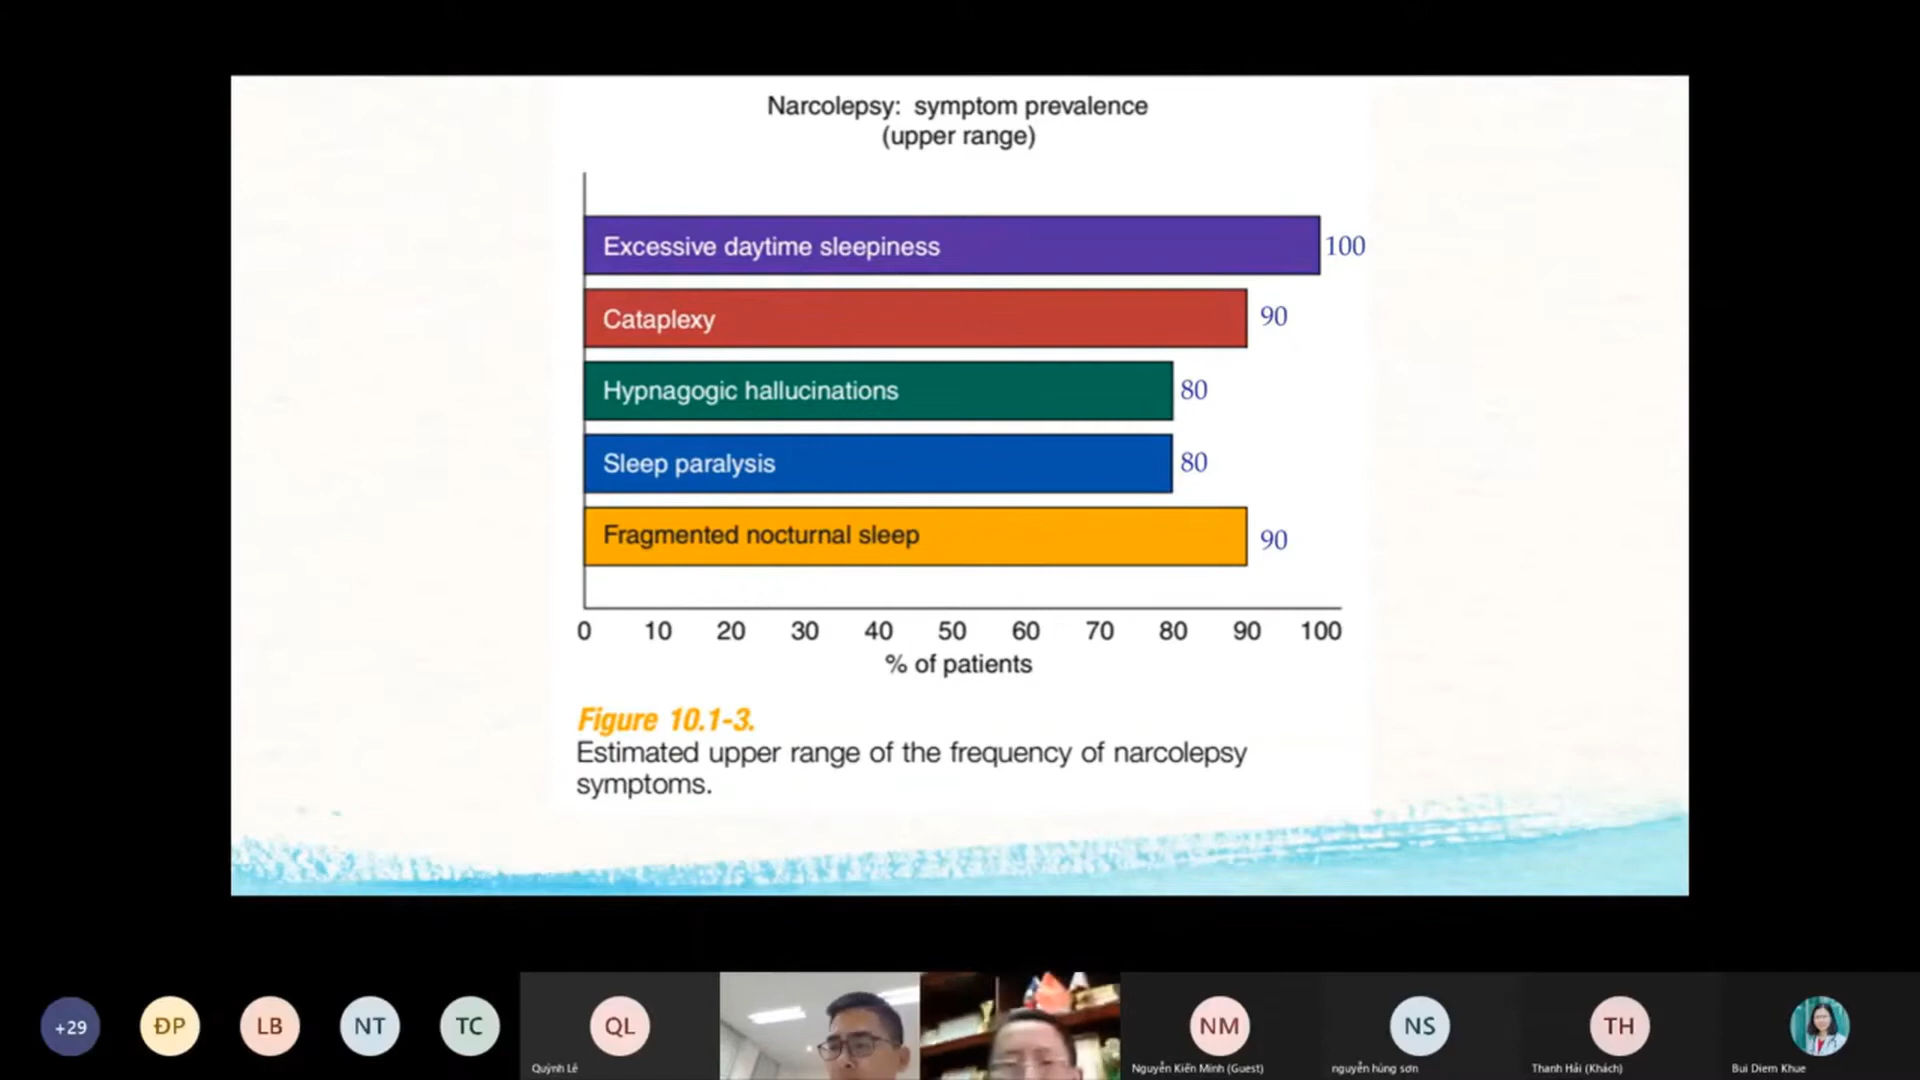 Narcolepsy: symptom prevalence
(upper range)
Excessive daytime sleepiness 100
Cataplexy 90
Hypnagogic hallucinations 80
Sleep paralysis 80
Fragmented nocturnal sleep 90
0 10 20 30 40 50 60 70 80 90 100
% of patients
Figure 10.1-3.
Estimated upper range of the frequency of narcolepsy
symptoms.
+29 ĐP LB NT TC QL NM NS TH
Quỳnh Lê Nguyễn Kiến Minh (Guest) nguyễn hùng sơn Thanh Hải (Khách) Bui Diem Khue